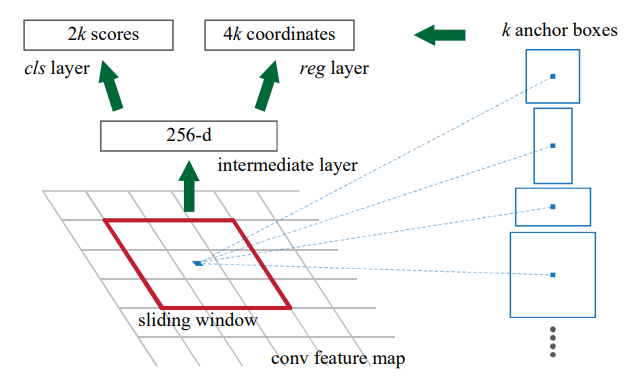 2k scores
4k coordinates
k anchor boxes
cls layer
reg layer
256-d
intermediate layer
sliding window
conv feature map